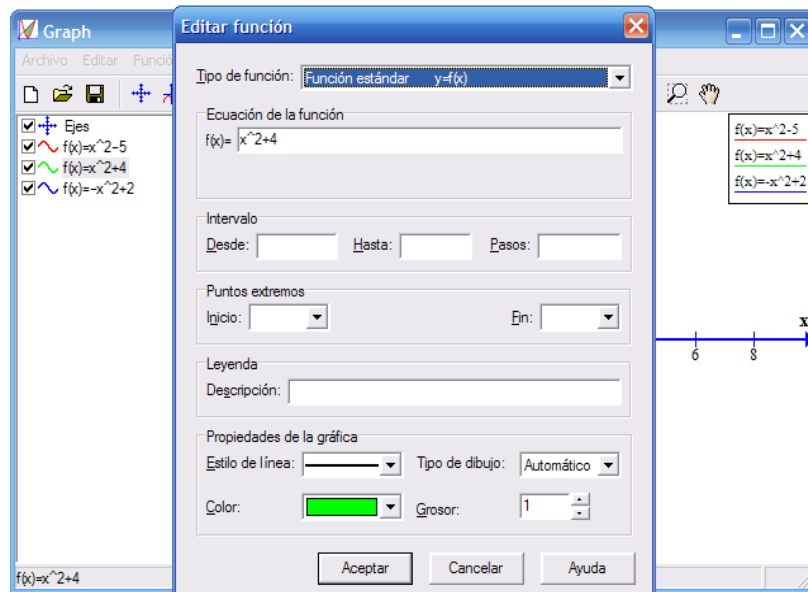 Graph
Archivo Editar Funció
Ejes
f(x)=x^2-5
f(x)=x^2+4
f(x)=-x^2+2
f(x)=x^2+4
Editar función
Tipo de función: Función estándar y=f(x)
Ecuación de la función
f(x)= x^2+4
Intervalo
Desde: Hasta: Pasos:
Puntos extremos
Inicio: Fin:
Leyenda
Descripción:
Propiedades de la gráfica
Estilo de línea: Tipo de dibujo: Automático
Color: Grosor: 1
Aceptar Cancelar Ayuda
f(x)=x^2-5
f(x)=x^2+4
f(x)=-x^2+2
x
6 8